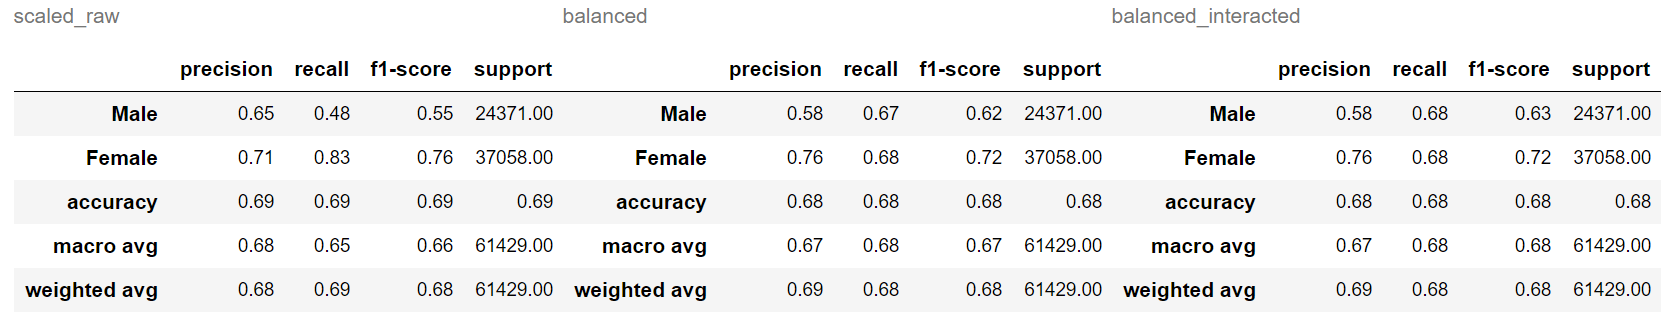 scaled_raw balanced balanced_interacted
precision recall f1-score support precision recall f1-score support precision recall f1-score support
Male 0.65 0.48 0.55 24371.00 Male 0.58 0.67 0.62 24371.00 Male 0.58 0.68 0.63 24371.00
Female 0.71 0.83 0.76 37058.00 Female 0.76 0.68 0.72 37058.00 Female 0.76 0.68 0.72 37058.00
accuracy 0.69 0.69 0.69 0.69 accuracy 0.68 0.68 0.68 0.68 accuracy 0.68 0.68 0.68 0.68
macro avg 0.68 0.65 0.66 61429.00 macro avg 0.67 0.68 0.67 61429.00 macro avg 0.67 0.68 0.68 61429.00
weighted avg 0.68 0.69 0.68 61429.00 weighted avg 0.69 0.68 0.68 61429.00 weighted avg 0.69 0.68 0.68 61429.00